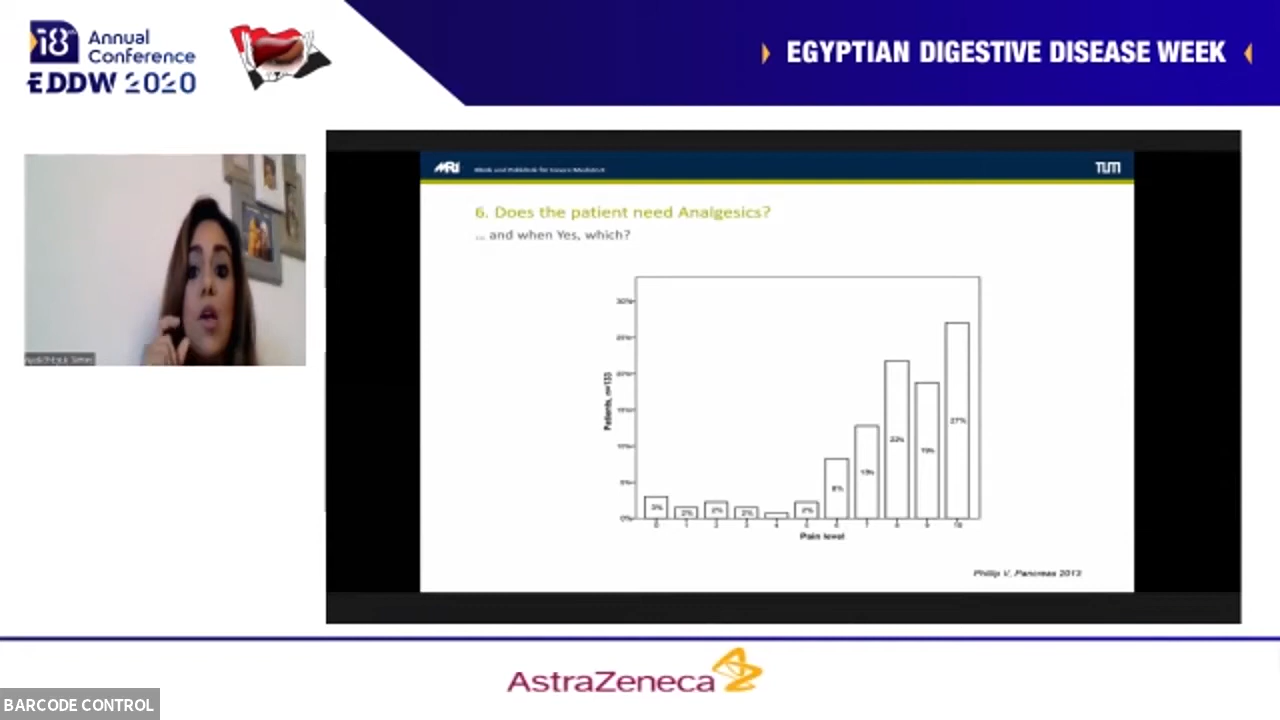 18th Annual
Conference
EDDW 2020
EGYPTIAN DIGESTIVE DISEASE WEEK
MRI
TUM
6. Does the patient need Analgesics?
... and when Yes, which?
30%
25%
20%
15%
10%
5%
0%
Patients, n=133
3%
2%
2%
2%
2%
8%
13%
22%
19%
27%
0 1 2 3 4 5 6 7 8 9 10
Pain level
Phillip V, Pancreas 2013
AstraZeneca
BARCODE CONTROL